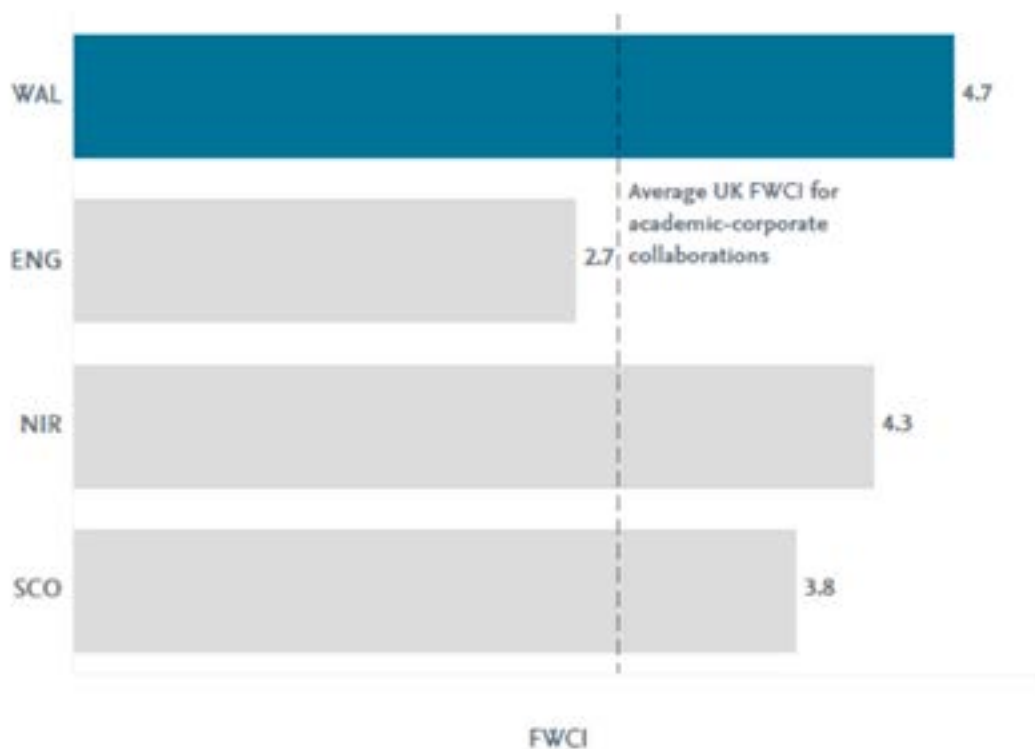 WAL
4.7
Average UK FWCI for
academic-corporate
collaborations
ENG
2.7
NIR
4.3
SCO
3.8
FWCI